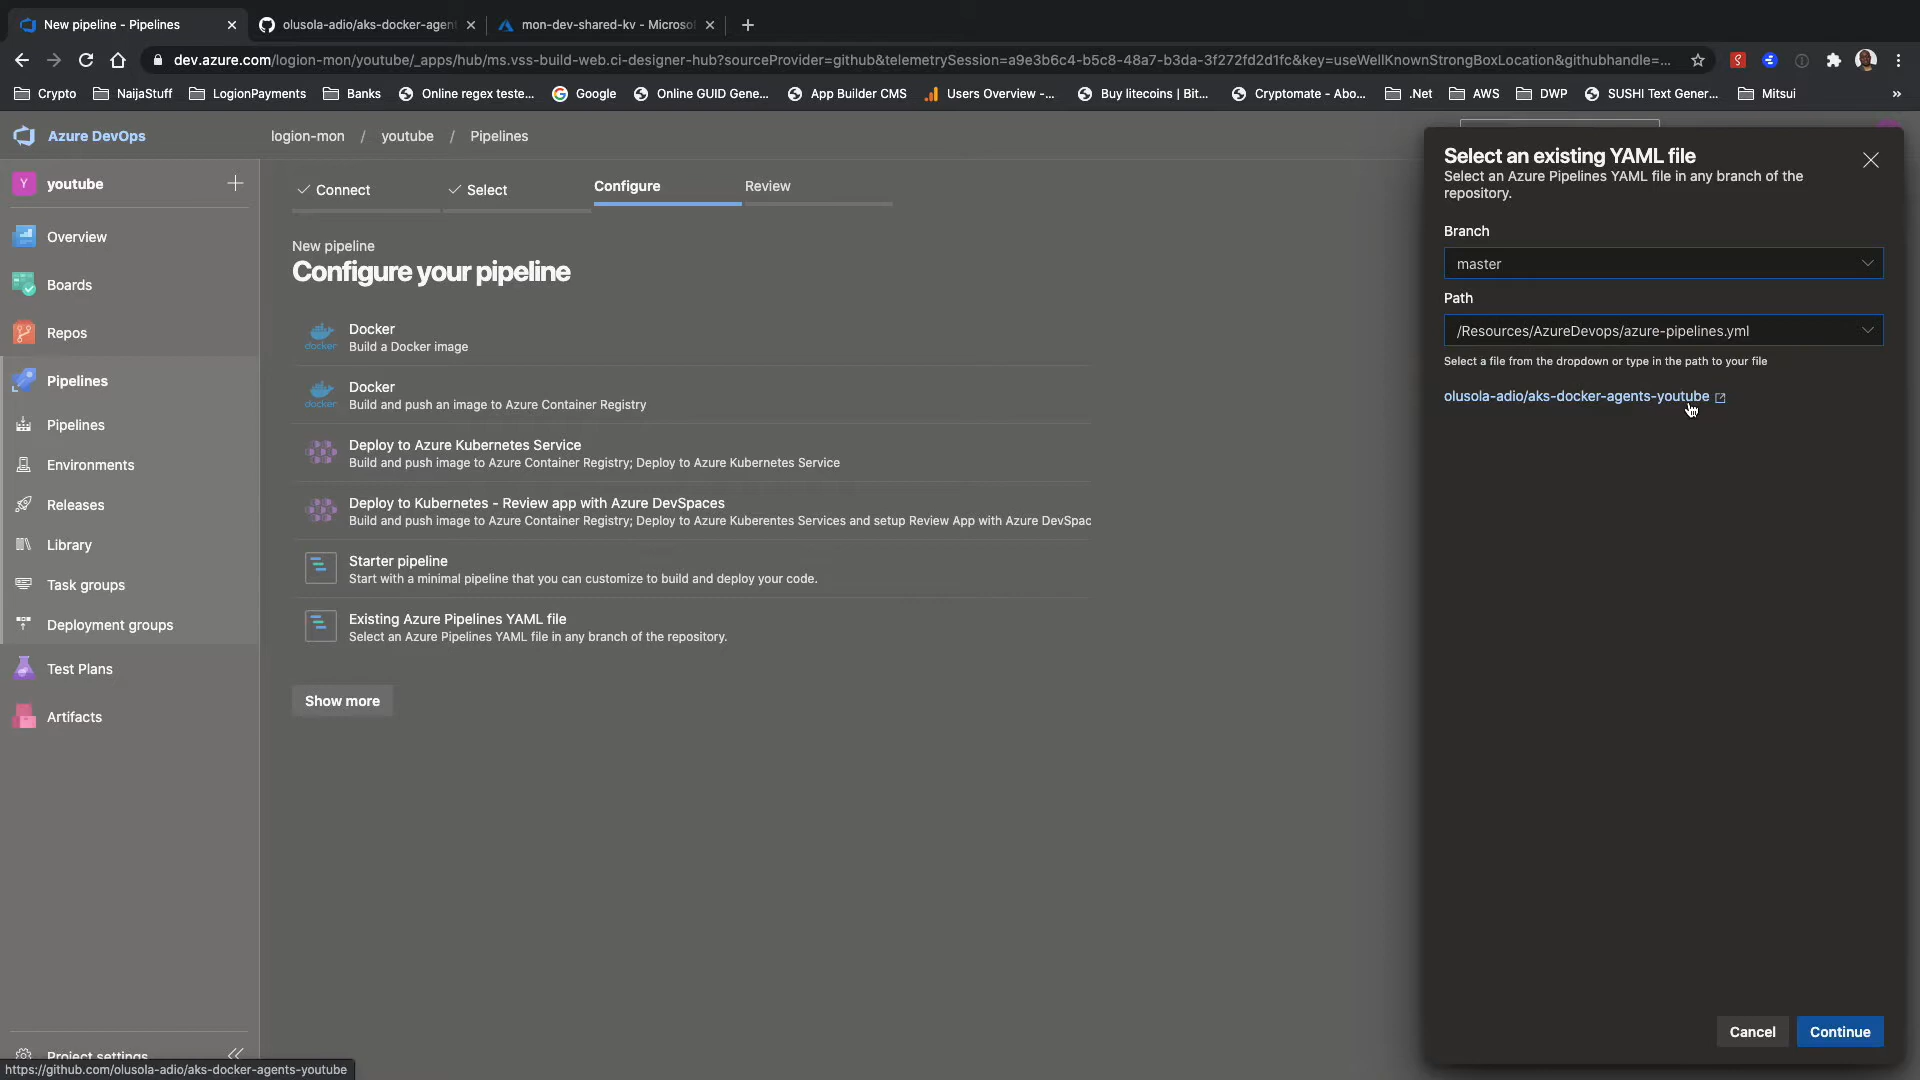 New pipeline - Pipelines
olusola-adio/aks-docker-agent
mon-dev-shared-kv - Microso
dev.azure.com/logion-mon/youtube/_apps/hub/ms.vss-build-web.ci-designer-hub?sourceProvider=github&telemetrySession=a9e3b6c4-b5c8-48a7-b3da-3f272fd2d1fc&key=useWellKnownStrongBoxLocation&githubhandle=...
Crypto
NaijaStuff
LogionPayments
Banks
Online regex teste...
Google
Online GUID Gene...
App Builder CMS
Users Overview -...
Buy litecoins | Bit...
Cryptomate - Abo...
.Net
AWS
DWP
SUSHI Text Gener...
Mitsui
»
Azure DevOps
logion-mon / youtube / Pipelines
Y youtube
Overview
Boards
Repos
Pipelines
Pipelines
Environments
Releases
Library
Task groups
Deployment groups
Test Plans
Artifacts
Project settings
https://github.com/olusola-adio/aks-docker-agents-youtube
Connect
Select
Configure
Review
New pipeline
Configure your pipeline
docker
Docker
Build a Docker image
docker
Docker
Build and push an image to Azure Container Registry
Deploy to Azure Kubernetes Service
Build and push image to Azure Container Registry; Deploy to Azure Kubernetes Service
Deploy to Kubernetes - Review app with Azure DevSpaces
Build and push image to Azure Container Registry; Deploy to Azure Kuberentes Services and setup Review App with Azure DevSpac
Starter pipeline
Start with a minimal pipeline that you can customize to build and deploy your code.
Existing Azure Pipelines YAML file
Select an Azure Pipelines YAML file in any branch of the repository.
Show more
Select an existing YAML file
Select an Azure Pipelines YAML file in any branch of the
repository.
Branch
master
Path
/Resources/AzureDevops/azure-pipelines.yml
Select a file from the dropdown or type in the path to your file
olusola-adio/aks-docker-agents-youtube
Cancel
Continue